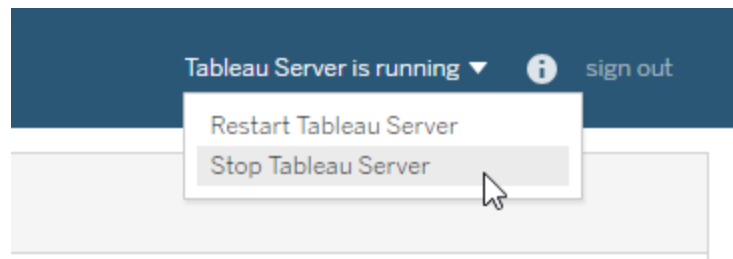 Tableau Server is running
sign out
Restart Tableau Server
Stop Tableau Server